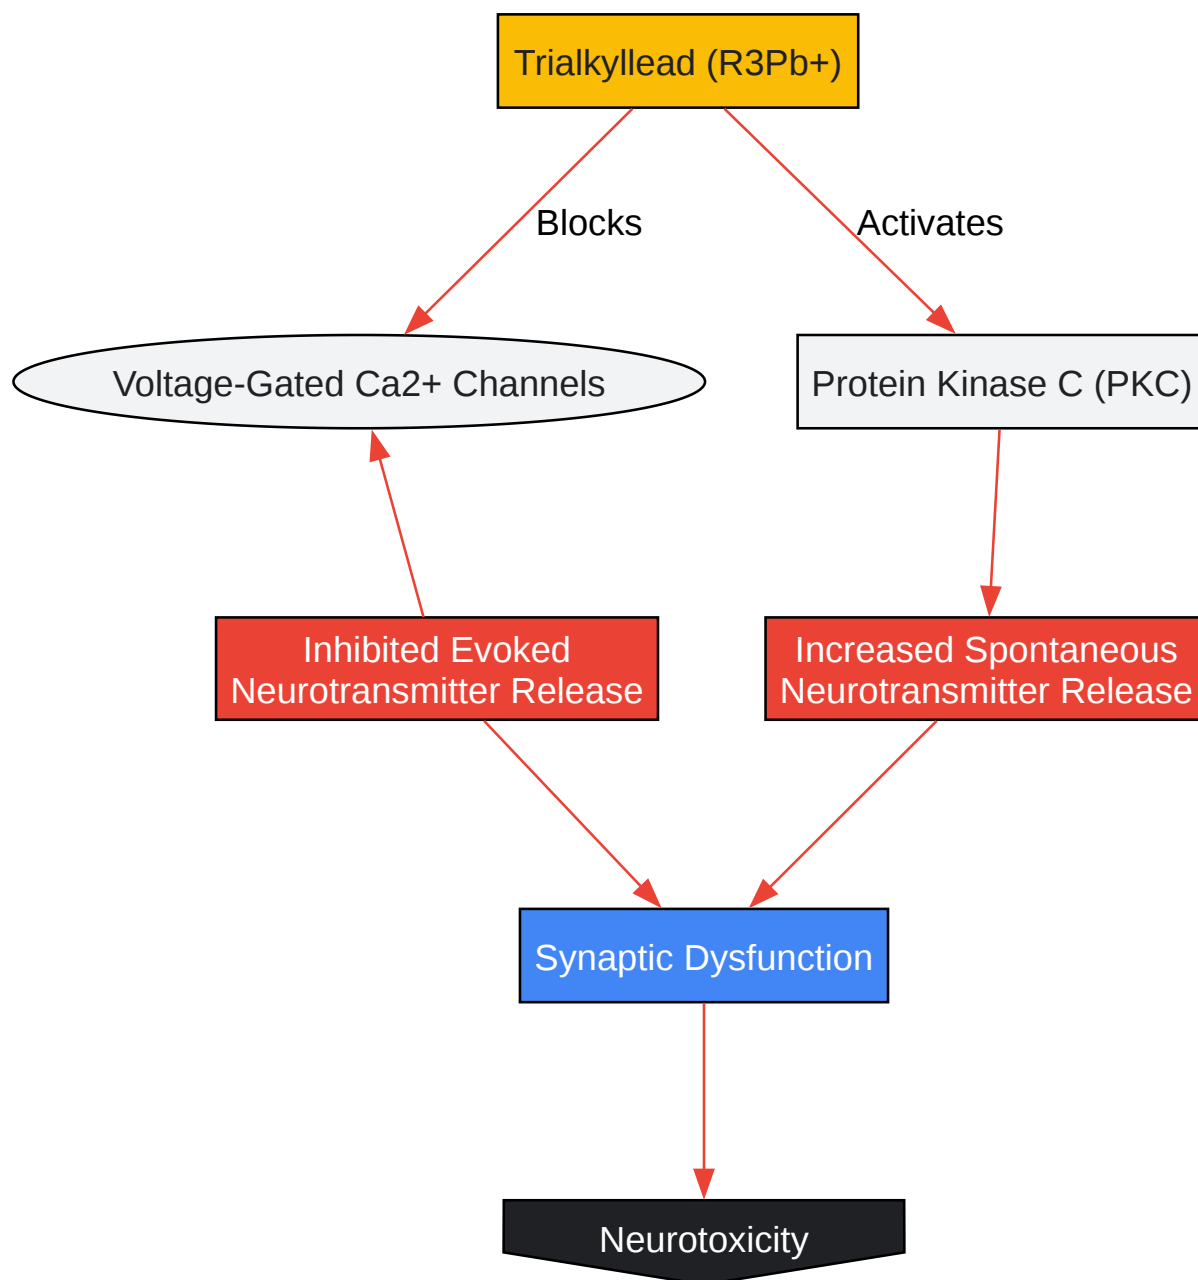 Trialkyllead (R3Pb+)
Blocks
Activates
Voltage-Gated Ca2+ Channels
Protein Kinase C (PKC)
Inhibited Evoked
Neurotransmitter Release
Increased Spontaneous
Neurotransmitter Release
Synaptic Dysfunction
Neurotoxicity